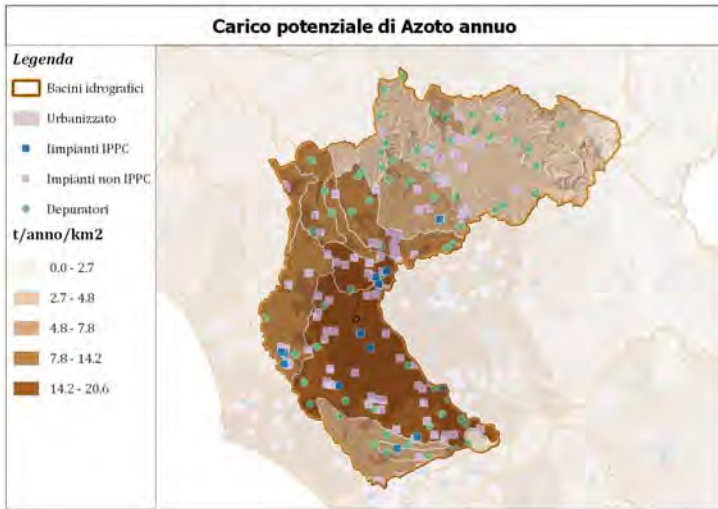 Carico potenziale di Azoto annuo
Legenda
Bacini idrografici
Urbanizzato
Iimpianti IPPC
Impianti non IPPC
Depuratori
t/anno/km2
0.0 - 2.7
2.7 - 4.8
4.8 - 7.8
7.8 - 14.2
14.2 - 20.6